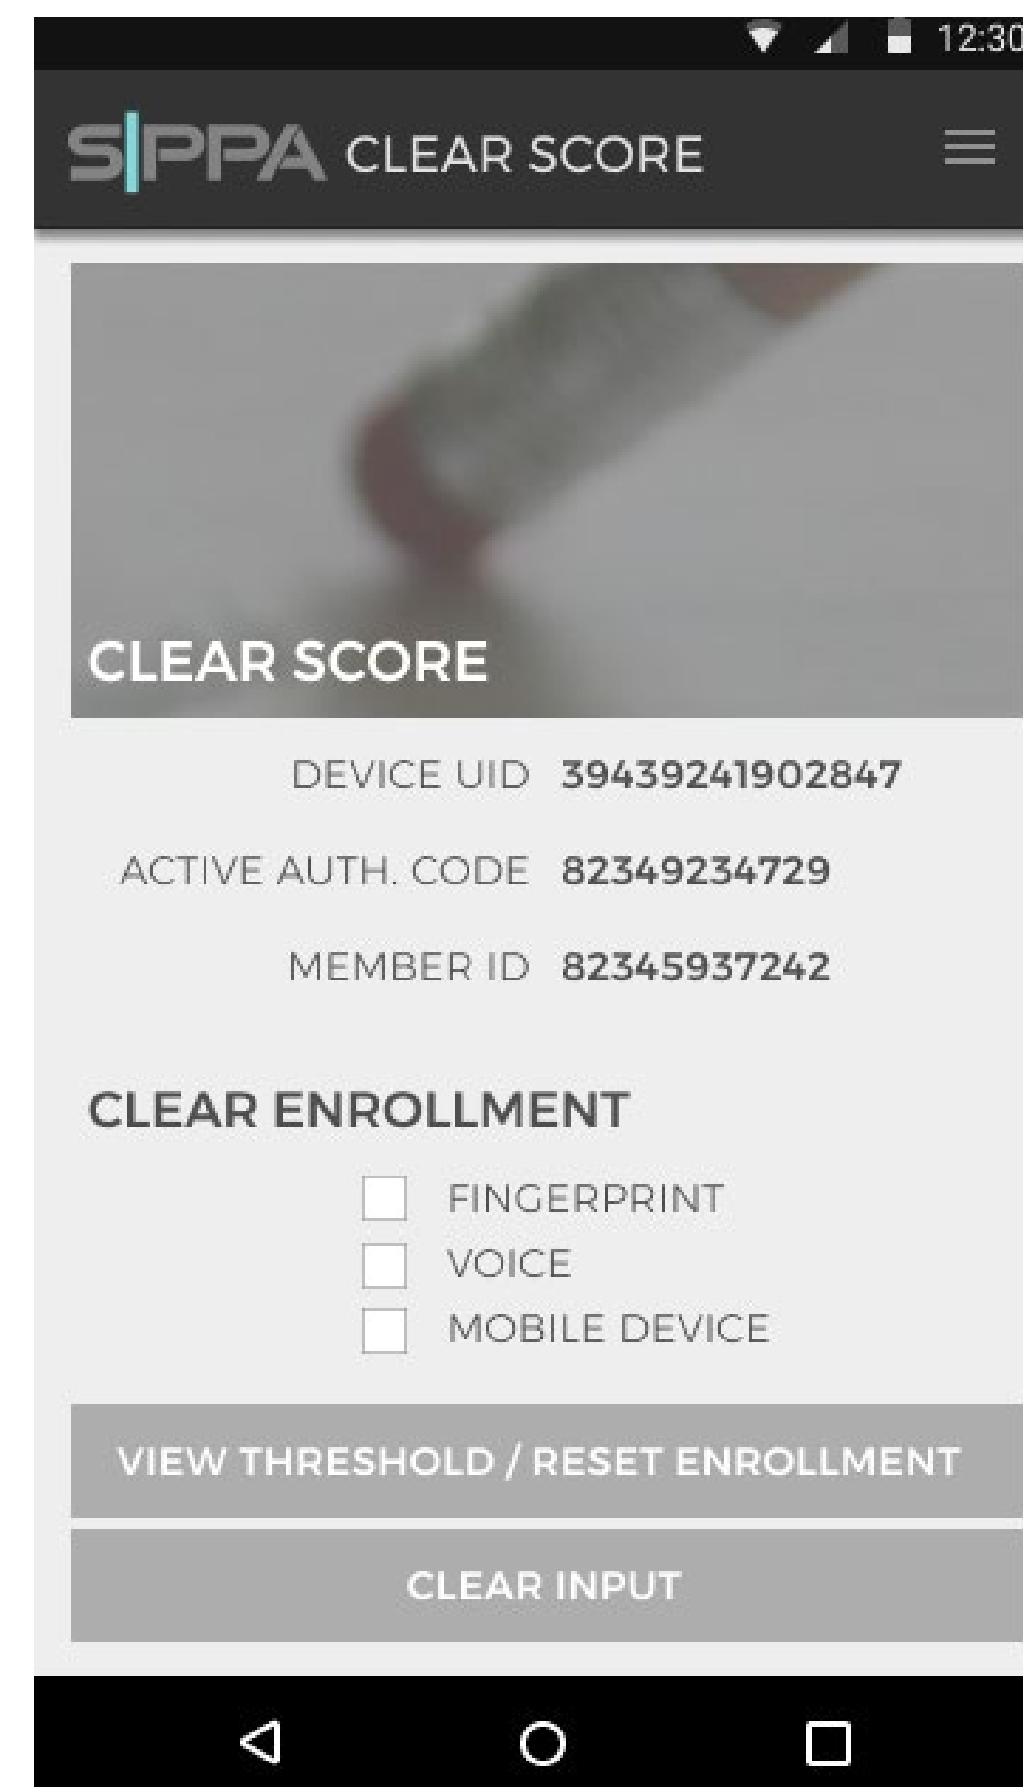 12:30
SIPPA CLEAR SCORE
CLEAR SCORE
DEVICE UID 39439241902847
ACTIVE AUTH. CODE 82349234729
MEMBER ID 82345937242
CLEAR ENROLLMENT
FINGERPRINT
VOICE
MOBILE DEVICE
VIEW THRESHOLD / RESET ENROLLMENT
CLEAR INPUT